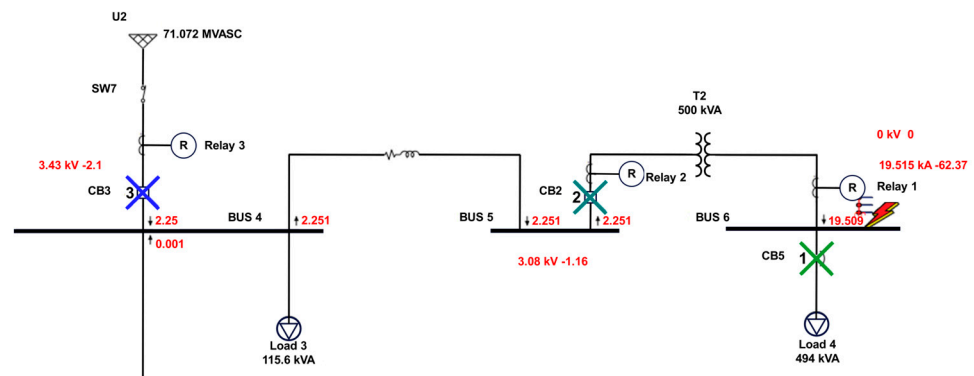 U2
71.072 MVASC
SW7
R Relay 3
3.43 kV -2.1
CB3
3
2.25
BUS 4
2.251
0.001
Load 3
115.6 kVA
BUS 5
2.251
CB2
2
2.251
R
Relay 2
3.08 kV -1.16
T2
500 kVA
0 kV 0
19.515 kA -62.37
R Relay 1
BUS 6
19.509
CB5
1
Load 4
494 kVA